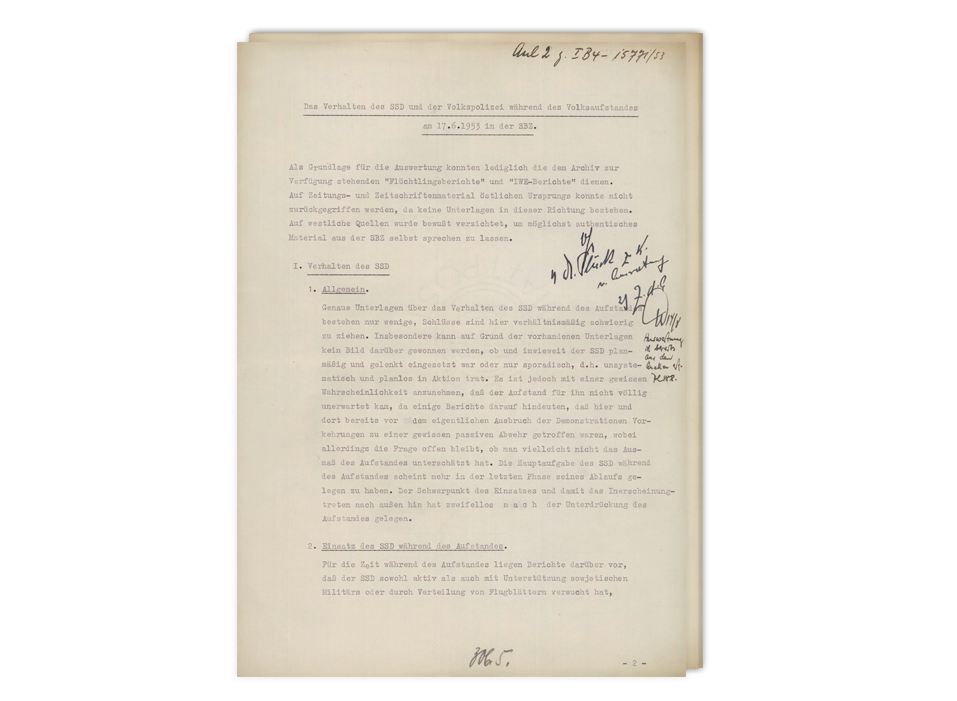 Anl 2 z. I B4 - 15771/53
Das Verhalten des SSD und der Volkspolizei während des Volksaufstandes
am 17.6.1953 in der SBZ.
Als Grundlage für die Auswertung konnten lediglich die dem Archiv zur
Verfügung stehenden "Flüchtlingsberichte" und "IWE-Berichte" dienen.
Auf Zeitungs- und Zeitschriftenmaterial östlichen Ursprungs konnte nicht
zurückgegriffen werden, da keine Unterlagen in dieser Richtung bestehen.
Auf westliche Quellen wurde bewußt verzichtet, um möglichst authentisches
Material aus der SBZ selbst sprechen zu lassen.
I. Verhalten des SSD
1. Allgemein.
Genaue Unterlagen über das Verhalten des SSD während des Aufstandes
bestehen nur wenige, Schlüsse sind hier verhältnismäßig schwierig
zu ziehen. Insbesondere kann auf Grund der vorhandenen Unterlagen
kein Bild darüber gewonnen werden, ob und inwieweit der SSD plan-
mäßig und gelenkt eingesetzt war oder nur sporadisch, d.h. unsyste-
matisch und planlos in Aktion trat. Es ist jedoch mit einer gewissen
Wahrscheinlichkeit anzunehmen, daß der Aufstand für ihn nicht völlig
unerwartet kam, da einige Berichte darauf hindeuten, daß hier und
dort bereits vor dem eigentlichen Ausbruch der Demonstrationen Vor-
kehrungen zu einer gewissen passiven Abwehr getroffen waren, wobei
allerdings die Frage offen bleibt, ob man vielleicht nicht das Aus-
maß des Aufstandes unterschätzt hat. Die Hauptaufgabe des SSD während
des Aufstandes scheint mehr in der letzten Phase seines Ablaufs ge-
legen zu haben. Der Schwerpunkt des Einsatzes und damit das Inerscheinung-
treten nach außen hin hat zweifellos n a c h der Unterdrückung des
Aufstandes gelegen.
2. Einsatz des SSD während des Aufstandes.
Für die Zeit während des Aufstandes liegen Berichte darüber vor,
daß der SSD sowohl aktiv als auch mit Unterstützung sowjetischen
Militärs oder durch Verteilung von Flugblättern versucht hat,
- 2 -